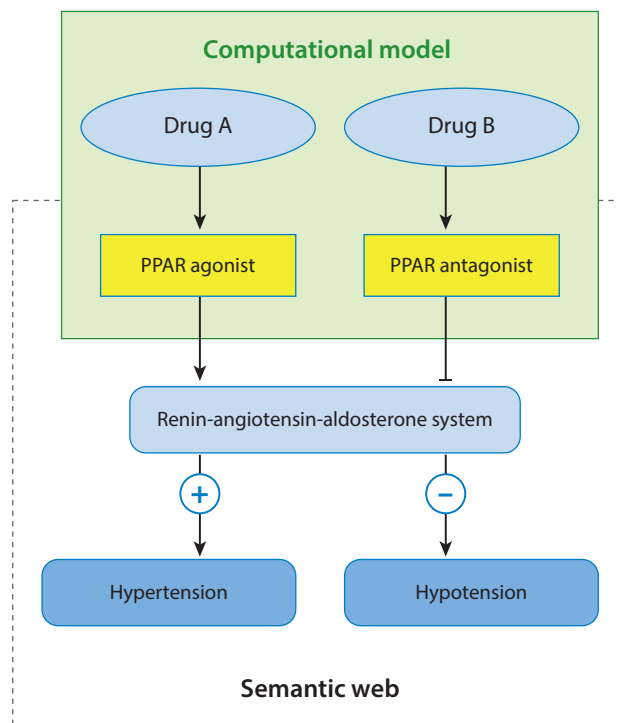 Computational model
Drug A
Drug B
PPAR agonist
PPAR antagonist
Renin-angiotensin-aldosterone system
+
–
Hypertension
Hypotension
Semantic web